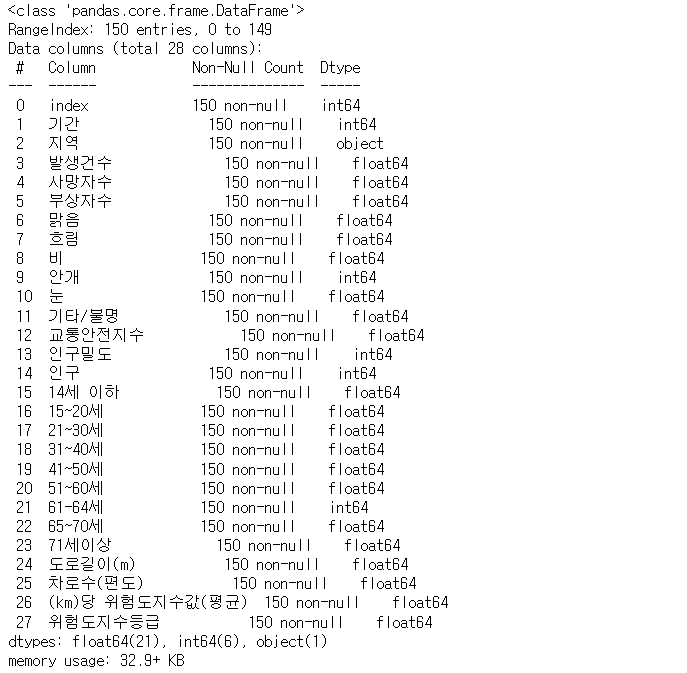 <class 'pandas.core.frame.DataFrame'>
RangeIndex: 150 entries, 0 to 149
Data columns (total 28 columns):
 #   Column            Non-Null Count  Dtype
---  ------            --------------  -----
 0   index             150 non-null    int64
 1   기간                150 non-null    int64
 2   지역                150 non-null    object
 3   발생건수              150 non-null    float64
 4   사망자수              150 non-null    float64
 5   부상자수              150 non-null    float64
 6   맑음                150 non-null    float64
 7   흐림                150 non-null    float64
 8   비                 150 non-null    float64
 9   안개                150 non-null    int64
 10  눈                 150 non-null    float64
 11  기타/불명             150 non-null    float64
 12  교통안전지수            150 non-null    float64
 13  인구밀도              150 non-null    int64
 14  인구                150 non-null    int64
 15  14세 이하            150 non-null    float64
 16  15~20세            150 non-null    float64
 17  21~30세            150 non-null    float64
 18  31~40세            150 non-null    float64
 19  41~50세            150 non-null    float64
 20  51~60세            150 non-null    float64
 21  61-64세            150 non-null    int64
 22  65~70세            150 non-null    float64
 23  71세이상             150 non-null    float64
 24  도로길이(m)           150 non-null    float64
 25  차로수(편도)           150 non-null    float64
 26  (km)당 위험도지수값(평균)  150 non-null    float64
 27  위험도지수등급           150 non-null    float64
dtypes: float64(21), int64(6), object(1)
memory usage: 32.9+ KB